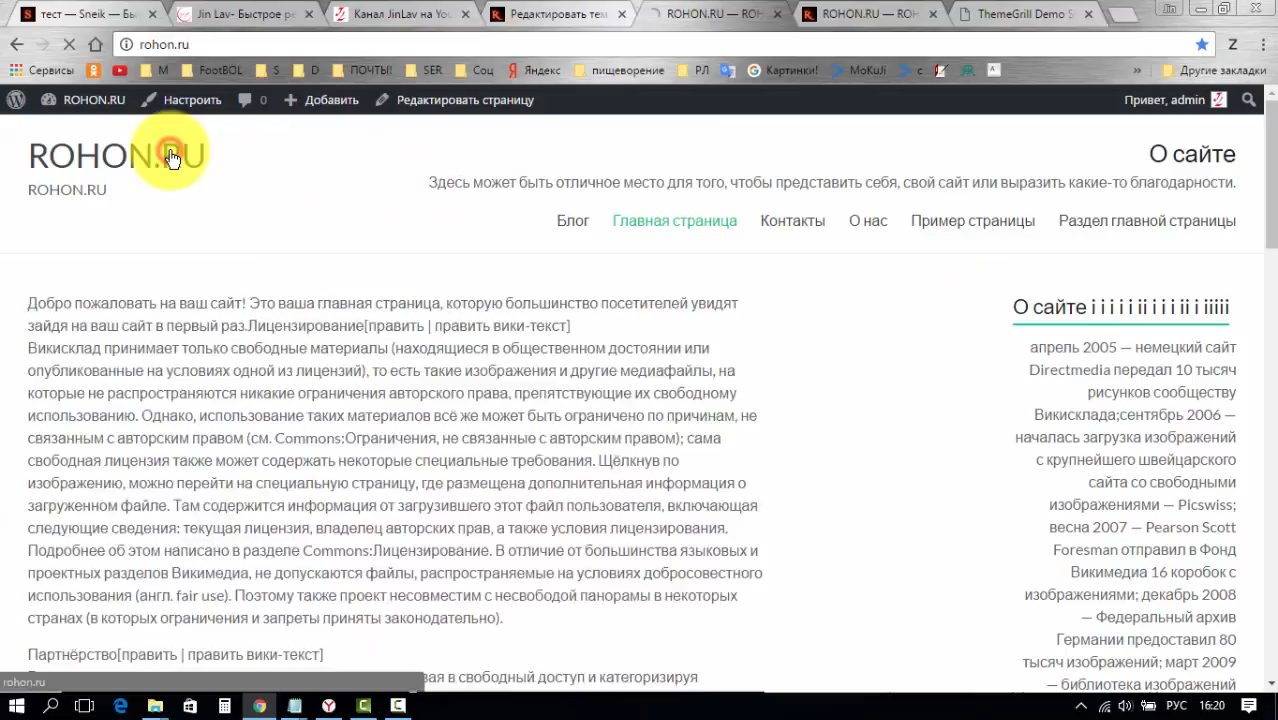 тест — Sneik — Бы
Jin Lav- Быстрое ре
Канал JinLav на You
Редактировать тем
ROHON.RU — ROH
ROHON.RU — ROH
ThemeGrill Demo S
rohon.ru
Z
Сервисы
М
FootBOL
S
D
ПОЧТЫ!
SER
Соц
Яндекс
пищеворение
РЛ
Картинки!
MoKuJi
с
A
»
Другие закладки
ROHON.RU
Настроить
0
Добавить
Редактировать страницу
Привет, admin
ROHON.RU
ROHON.RU
О сайте
Здесь может быть отличное место для того, чтобы представить себя, свой сайт или выразить какие-то благодарности.
Блог
Главная страница
Контакты
О нас
Пример страницы
Раздел главной страницы
Добро пожаловать на ваш сайт! Это ваша главная страница, которую большинство посетителей увидят
зайдя на ваш сайт в первый раз.Лицензирование[править | править вики-текст]
Викисклад принимает только свободные материалы (находящиеся в общественном достоянии или
опубликованные на условиях одной из лицензий), то есть такие изображения и другие медиафайлы, на
которые не распространяются никакие ограничения авторского права, препятствующие их свободному
использованию. Однако, использование таких материалов всё же может быть ограничено по причинам, не
связанным с авторским правом (см. Commons:Ограничения, не связанные с авторским правом); сама
свободная лицензия также может содержать некоторые специальные требования. Щёлкнув по
изображению, можно перейти на специальную страницу, где размещена дополнительная информация о
загруженном файле. Там содержится информация от загрузившего этот файл пользователя, включающая
следующие сведения: текущая лицензия, владелец авторских прав, а также условия лицензирования.
Подробнее об этом написано в разделе Commons:Лицензирование. В отличие от большинства языковых и
проектных разделов Викимедиа, не допускаются файлы, распространяемые на условиях добросовестного
использования (англ. fair use). Поэтому также проект несовместим с несвободой панорамы в некоторых
странах (в которых ограничения и запреты приняты законодательно).
Партнёрство[править | править вики-текст]
вая в свободный доступ и категоризируя
О сайте i i i i i ii i i i ii i iiiii
апрель 2005 — немецкий сайт
Directmedia передал 10 тысяч
рисунков сообществу
Викисклада;сентябрь 2006 —
началась загрузка изображений
с крупнейшего швейцарского
сайта со свободными
изображениями — Picswiss;
весна 2007 — Pearson Scott
Foresman отправил в Фонд
Викимедиа 16 коробок с
изображениями; декабрь 2008
— Федеральный архив
Германии предоставил 80
тысяч изображений; март 2009
— библиотека изображений
rohon.ru
РУС
16:20